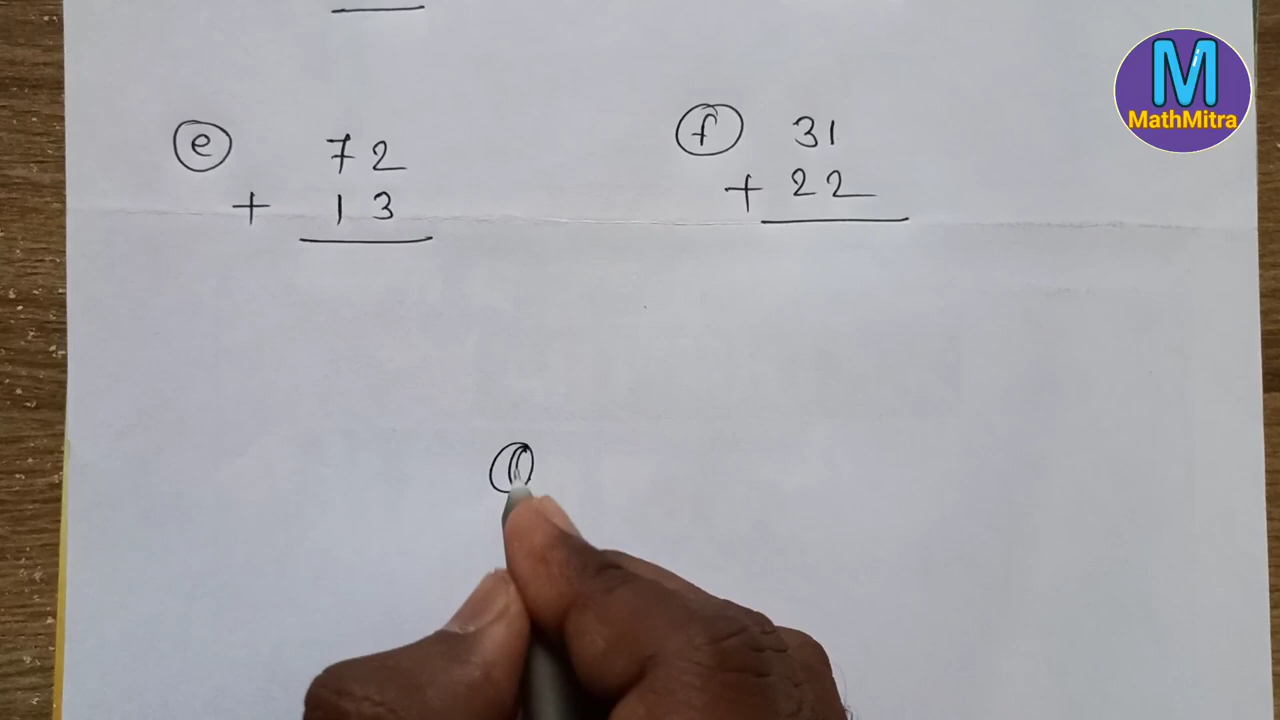 M
MathMitra
e 72
+ 13
f 31
+ 22